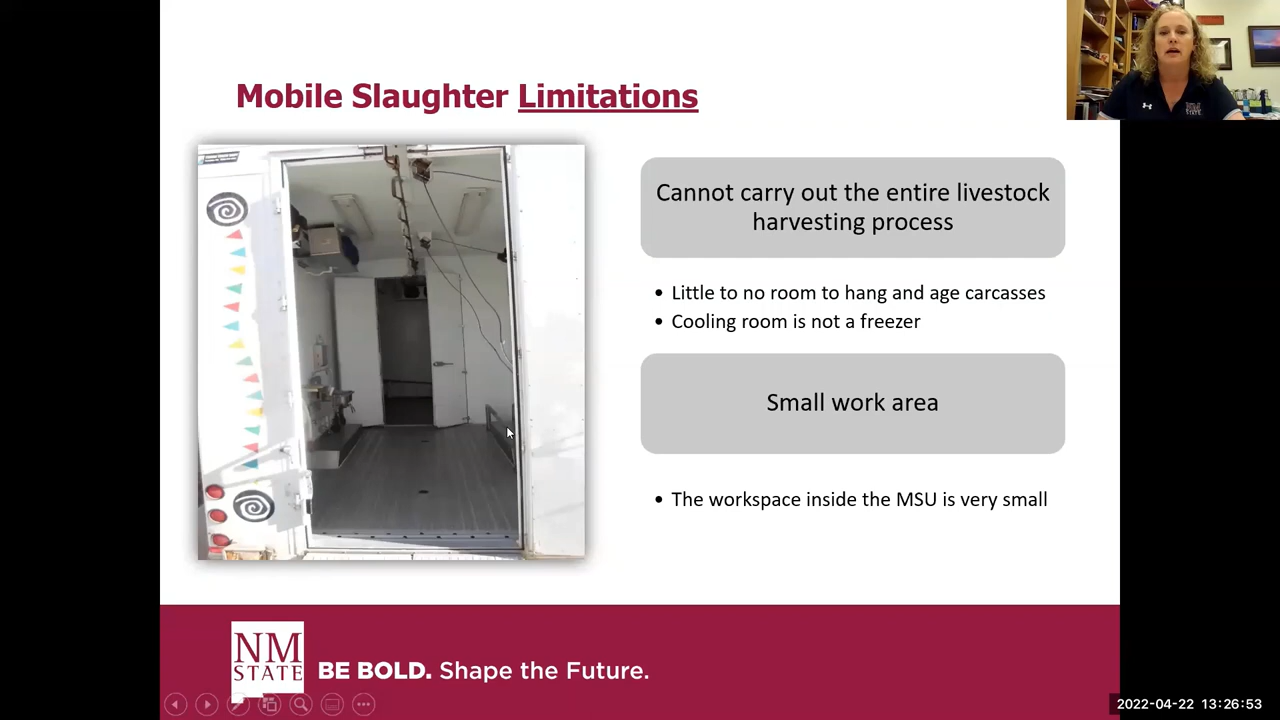 Mobile Slaughter Limitations
Cannot carry out the entire livestock
harvesting process
• Little to no room to hang and age carcasses
• Cooling room is not a freezer
Small work area
• The workspace inside the MSU is very small
NM
STATE
BE BOLD. Shape the Future.
NM
STATE
2022-04-22 13:26:53